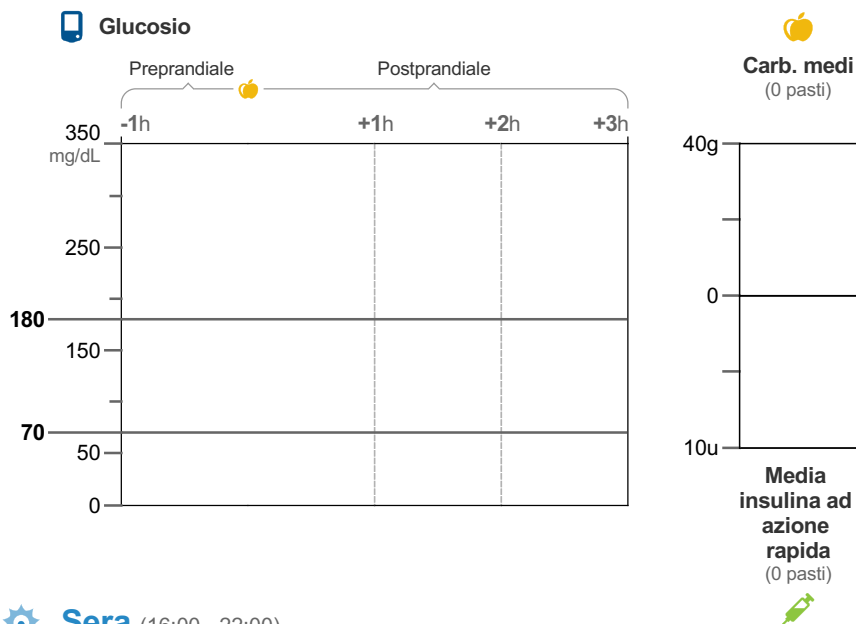 Glucosio
Preprandiale
Postprandiale
-1h
+1h
+2h
+3h
350
mg/dL
250
180
150
70
50
0
Carb. medi
(0 pasti)
40g
0
10u
Media
insulina ad
azione
rapida
(0 pasti)
Sera (16:00 - 22:00)